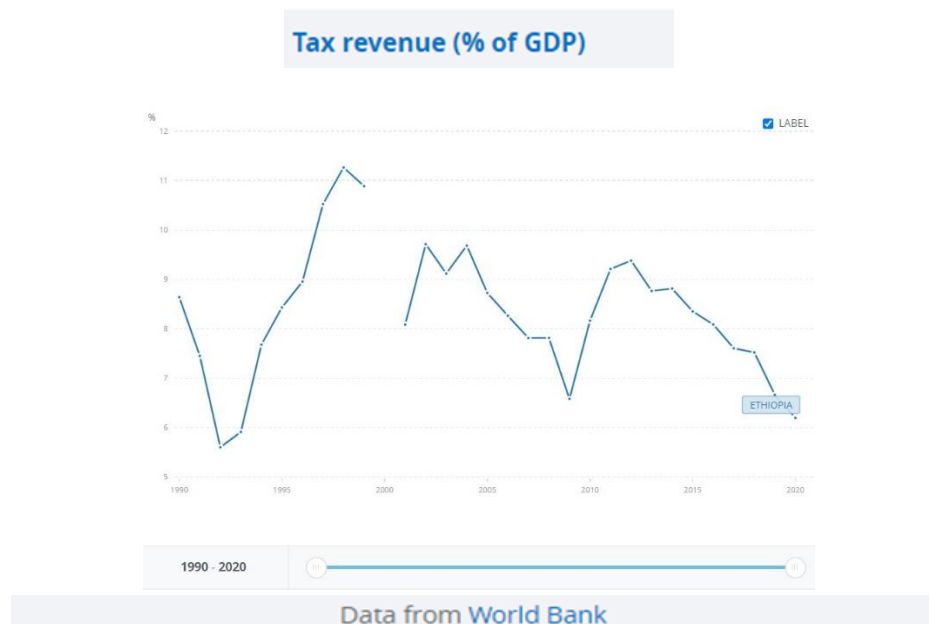 Tax revenue (% of GDP)
%
LABEL
12
11
10
9
8
7
6
5
ETHIOPIA
1990 1995 2000 2005 2010 2015 2020
1990 - 2020
Data from World Bank